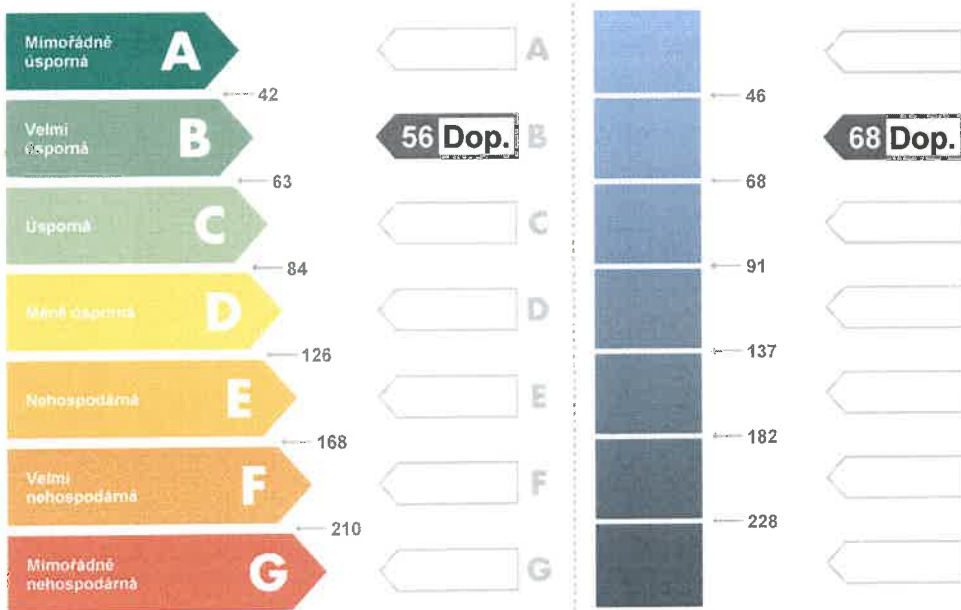 Mimořádně
úsporná
A
42
Velmi
úsporná
B
63
Úsporná
C
84
Méně úsporná
D
126
Nehospodárná
E
168
Velmi
nehospodárná
F
210
Mimořádně
nehospodárná
G
A
56 Dop. B
C
D
E
F
G
46
68
91
137
182
228
68 Dop.